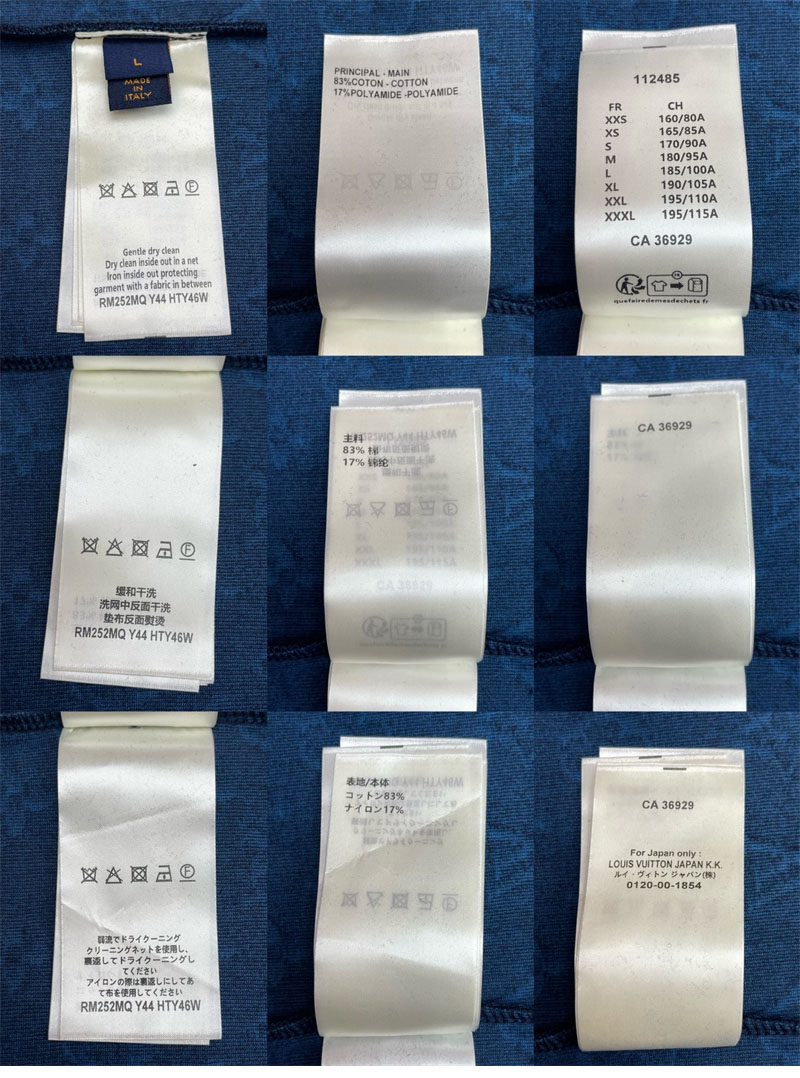 L
MADE
IN
ITALY
Gentle dry clean
Dry clean inside out in a net
Iron inside out protecting
garment with a fabric in between
RM252MQ Y44 HTY46W
PRINCIPAL - MAIN
83%COTON - COTTON
17%POLYAMIDE -POLYAMIDE
112485
FR CH
XXS 160/80A
XS 165/85A
S 170/90A
M 180/95A
L 185/100A
XL 190/105A
XXL 195/110A
XXXL 195/115A
CA 36929
FR
quefairedemesdechets.fr
F
缓和干洗
洗网中反面干洗
垫布反面熨烫
RM252MQ Y44 HTY46W
主料
83% 棉
17% 锦纶
CA 36929
F
弱流でドライクーニング
クリーニングネットを使用し、
裏返してドライクーニングし
てください
アイロンの際は裏返しにしてあ
て布を使用してください
RM252MQ Y44 HTY46W
表地/本体
コットン83%
ナイロン17%
CA 36929
For Japan only :
LOUIS VUITTON JAPAN K.K.
ルイ・ヴィトン ジャパン(株)
0120-00-1854